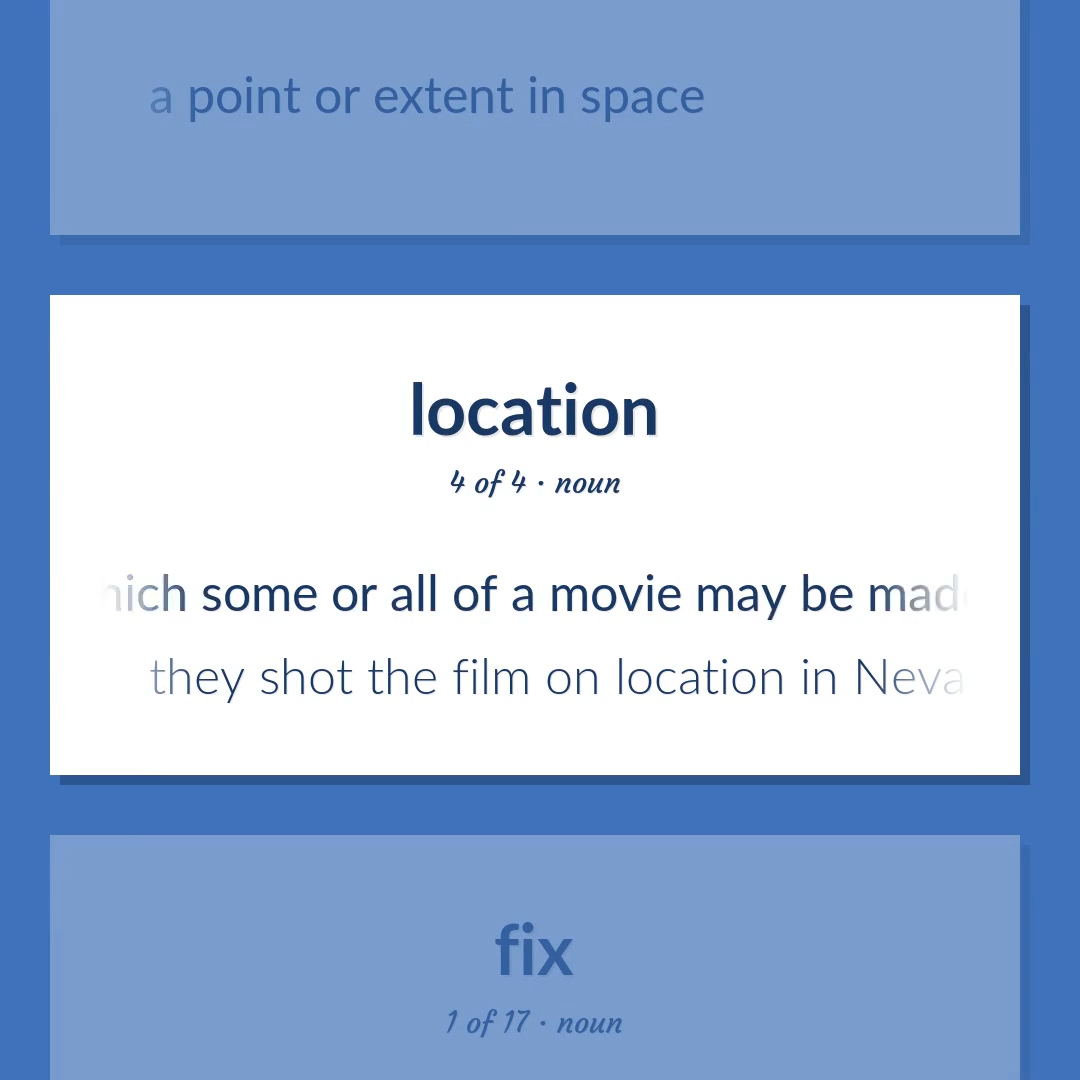 a point or extent in space
location
4 of 4 · noun
some or all of a movie may be
they shot the film on location in
fix
1 of 17 · noun